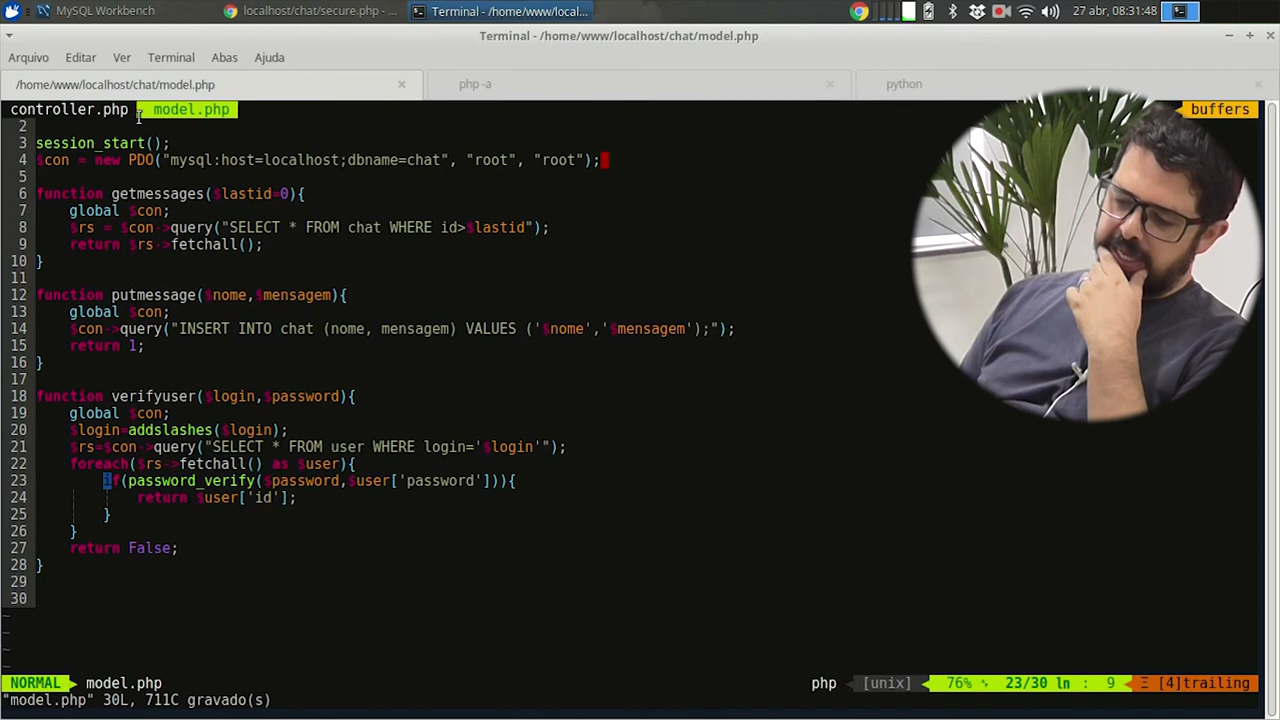 MySQL Workbench
localhost/chat/secure.php - ...
Terminal - /home/www/local...
27 abr, 08:31:48
Terminal - /home/www/localhost/chat/model.php
Arquivo Editar Ver Terminal Abas Ajuda
/home/www/localhost/chat/model.php
php -a
python
controller.php model.php buffers
2
3 session_start();
4 $con = new PDO("mysql:host=localhost;dbname=chat", "root", "root");
5
6 function getmessages($lastid=0){
7 global $con;
8 $rs = $con->query("SELECT * FROM chat WHERE id>$lastid");
9 return $rs->fetchall();
10 }
11
12 function putmessage($nome,$mensagem){
13 global $con;
14 $con->query("INSERT INTO chat (nome, mensagem) VALUES ('$nome','$mensagem');");
15 return 1;
16 }
17
18 function verifyuser($login,$password){
19 global $con;
20 $login=addslashes($login);
21 $rs=$con->query("SELECT * FROM user WHERE login='$login'");
22 foreach($rs->fetchall() as $user){
23 if(password_verify($password,$user['password'])){
24 return $user['id'];
25 }
26 }
27 return False;
28 }
29
30
~
~
~
~
NORMAL model.php php [unix] 76% 23/30 ln : 9 Ξ [4]trailing
"model.php" 30L, 711C gravado(s)